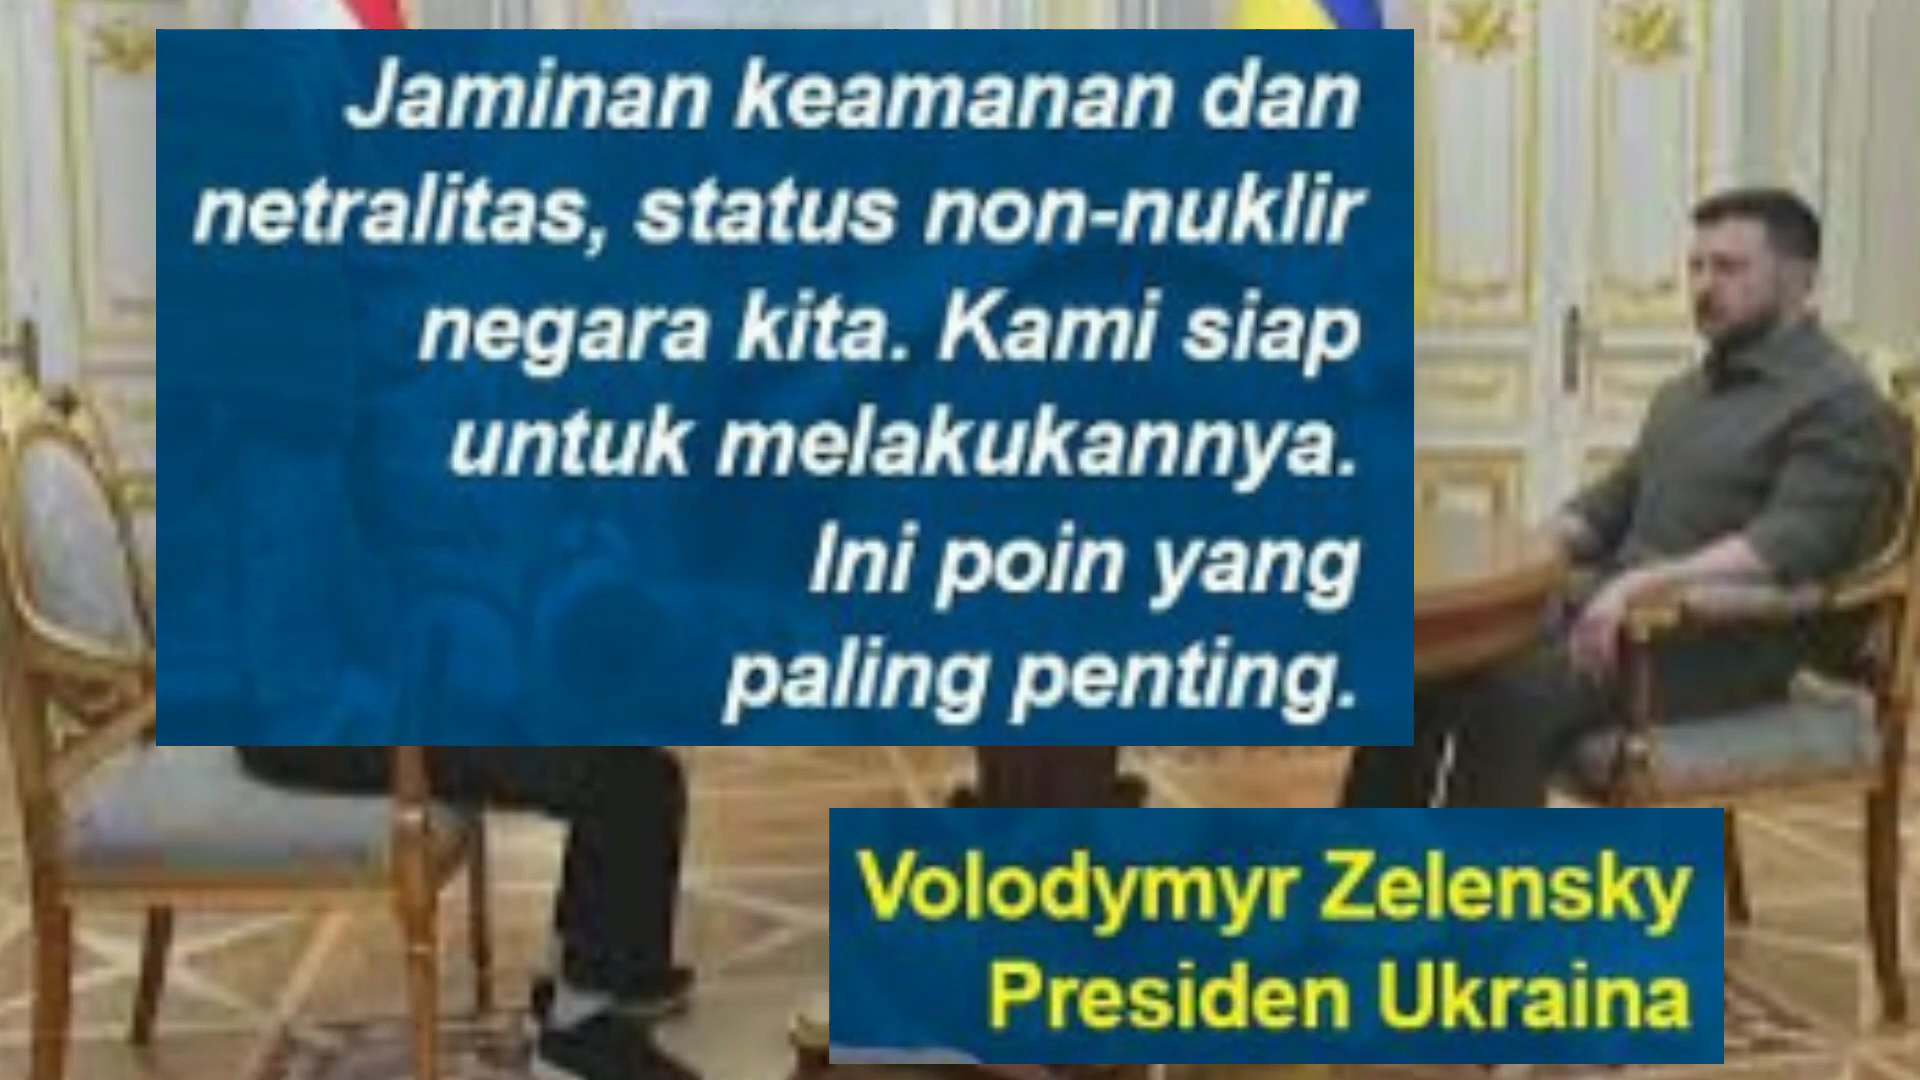 Jaminan keamanan dan
netralitas, status non-nuklir
negara kita. Kami siap
untuk melakukannya.
Ini poin yang
paling penting.
Volodymyr Zelensky
Presiden Ukraina